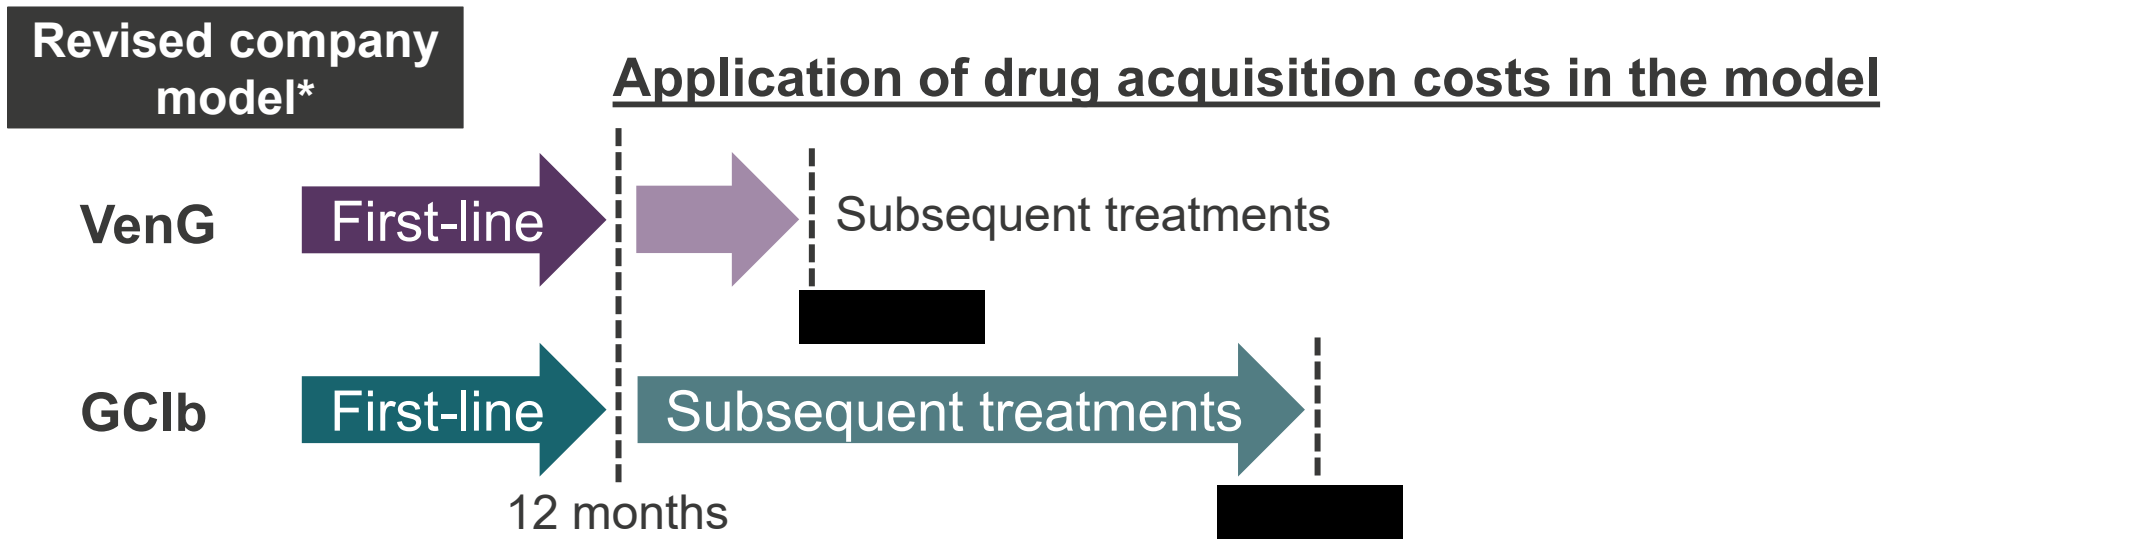 Revised company
model*
Application of drug acquisition costs in the model
VenG
First-line
Subsequent treatments
GClb
First-line
Subsequent treatments
12 months